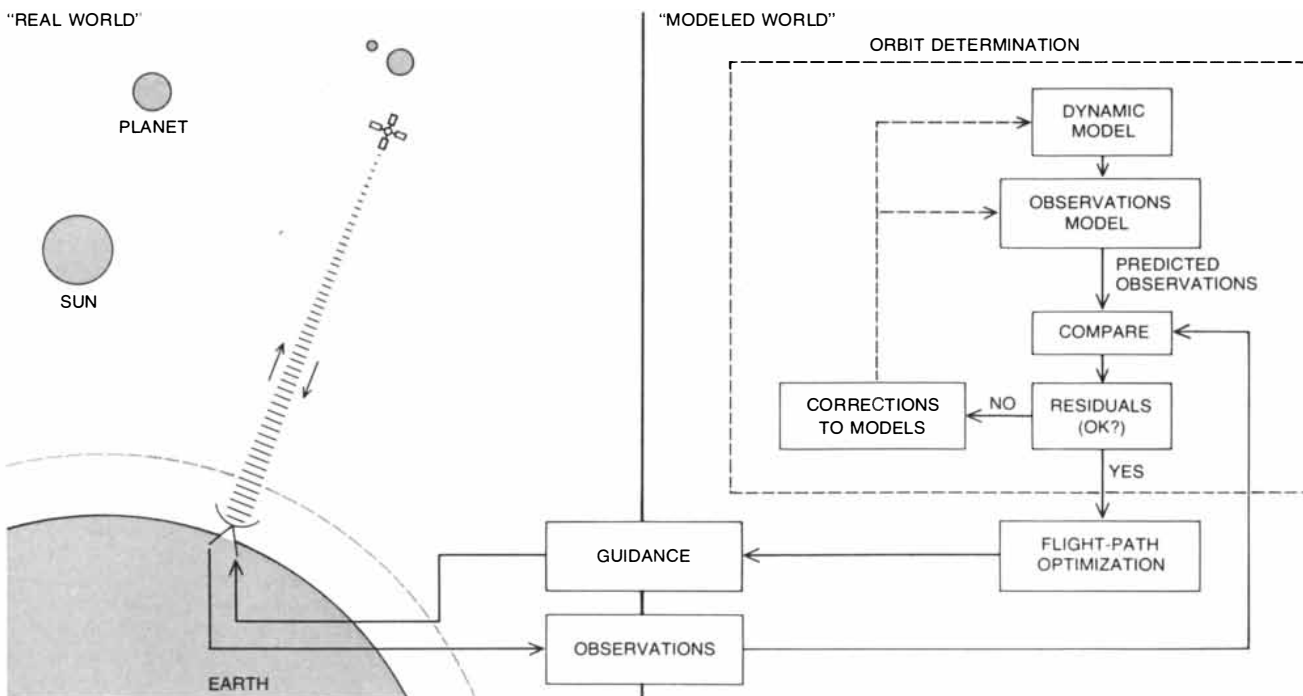 "REAL WORLD"
PLANET
SUN
EARTH
"MODELED WORLD"
ORBIT DETERMINATION
DYNAMIC
MODEL
OBSERVATIONS
MODEL
PREDICTED
OBSERVATIONS
COMPARE
CORRECTIONS
TO MODELS
NO
RESIDUALS
(OK?)
YES
GUIDANCE
FLIGHT-PATH
OPTIMIZATION
OBSERVATIONS